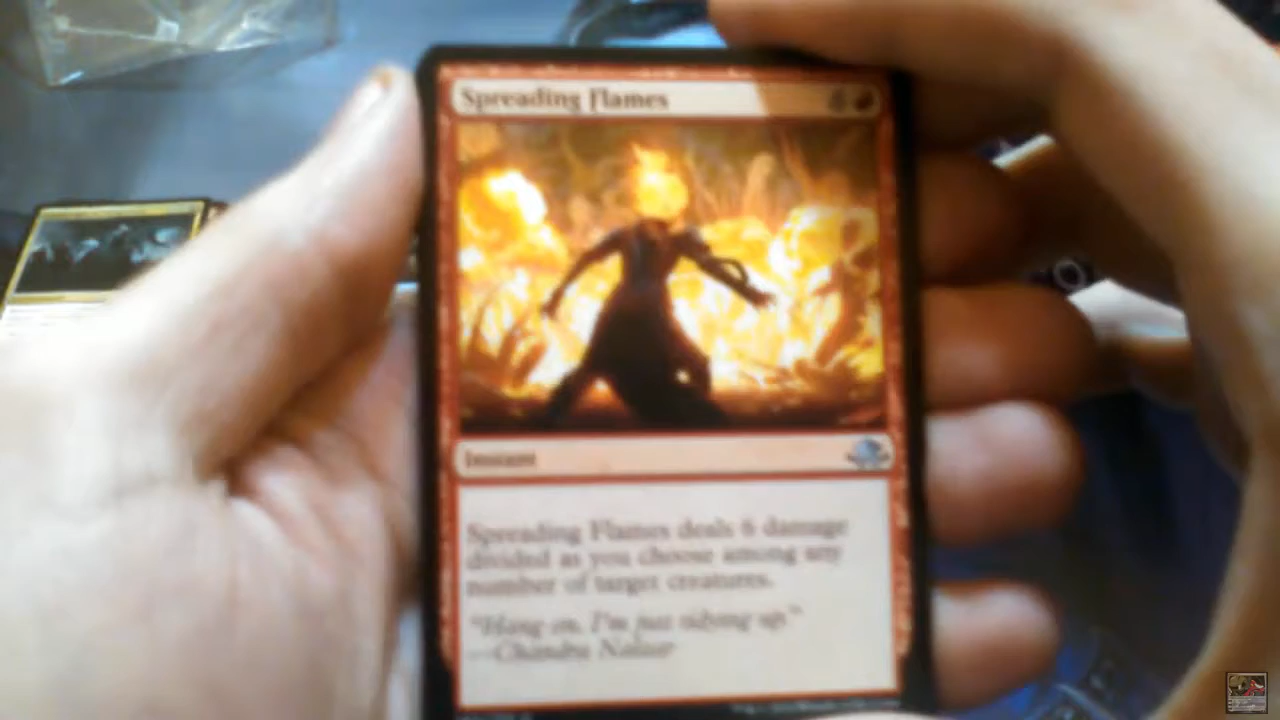 Spreading Flames
Instant
Spreading Flames deals 6 damage
divided as you choose among any
number of target creatures.
"Hang on, I'm just tidying up."
—Chandra Nalaar